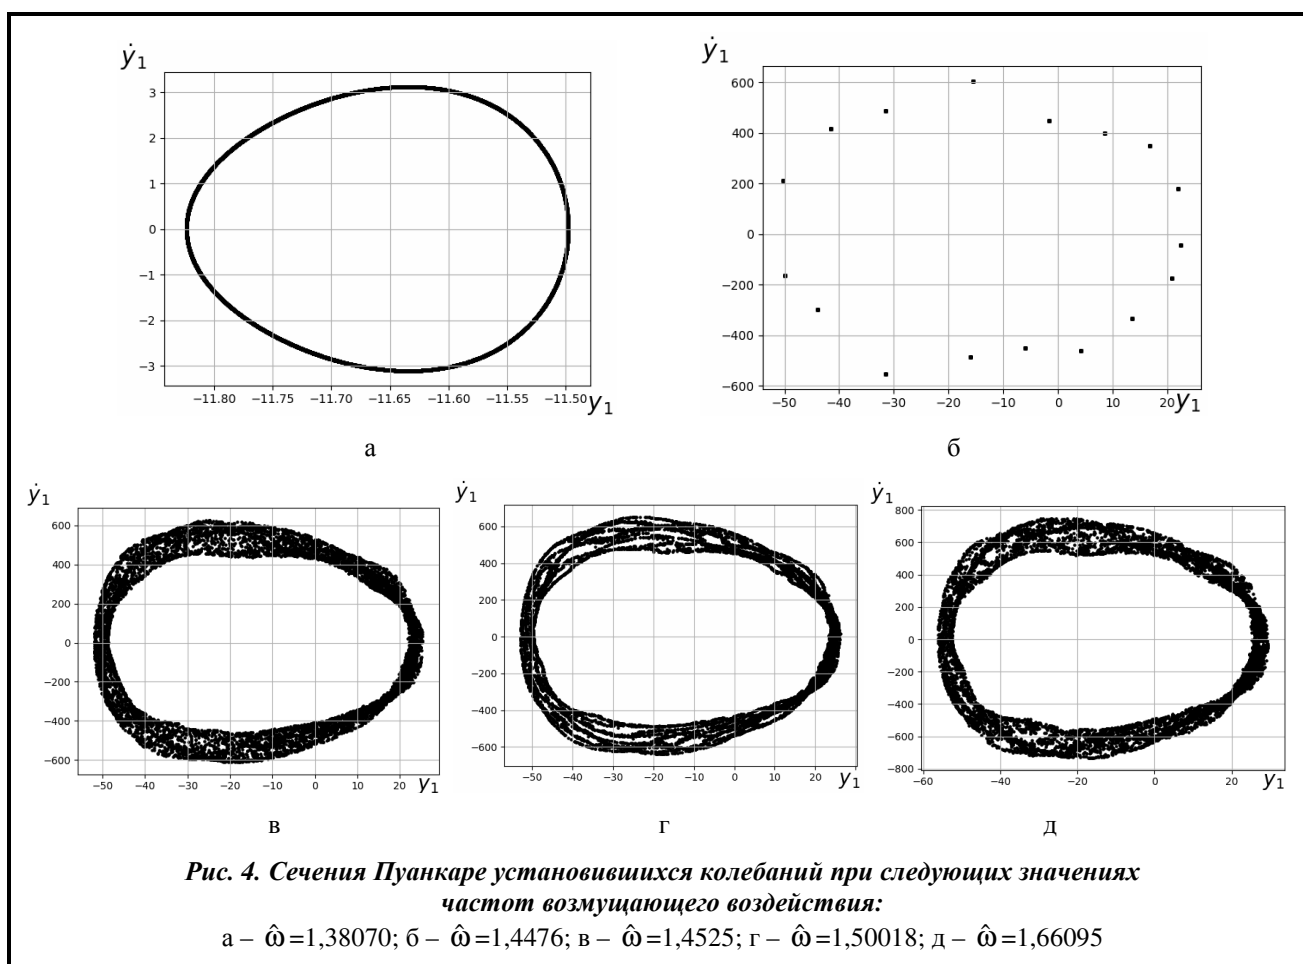 ẏ₁
3
2
1
0
−1
−2
−3
−11.80 −11.75 −11.70 −11.65 −11.60 −11.55 −11.50
y₁
а
ẏ₁
600
400
200
0
−200
−400
−600
−50 −40 −30 −20 −10 0 10 20
y₁
б
ẏ₁
600
400
200
0
−200
−400
−600
−50 −40 −30 −20 −10 0 10 20
y₁
в
ẏ₁
600
400
200
0
−200
−400
−600
−50 −40 −30 −20 −10 0 10 20
y₁
г
ẏ₁
800
600
400
200
0
−200
−400
−600
−800
−60 −40 −20 0 20
y₁
д
Рис. 4. Сечения Пуанкаре установившихся колебаний при следующих значениях
частот возмущающего воздействия:
а – ω̂=1,38070; б – ω̂=1,4476; в – ω̂=1,4525; г – ω̂=1,50018; д – ω̂=1,66095